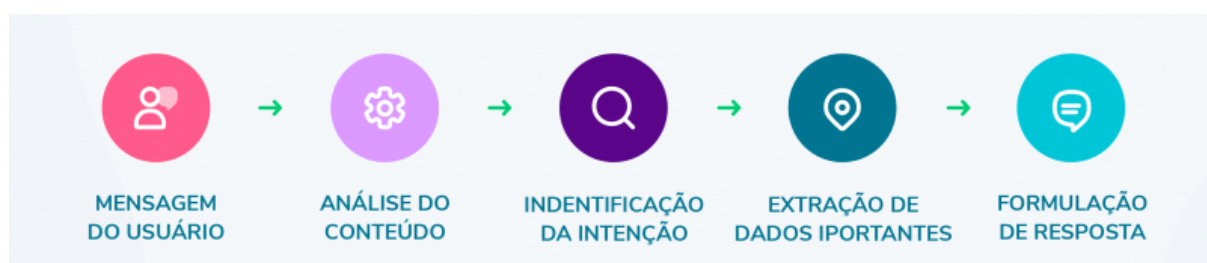 MENSAGEM
DO USUÁRIO
ANÁLISE DO
CONTEÚDO
INDENTIFICAÇÃO
DA INTENÇÃO
EXTRAÇÃO DE
DADOS IPORTANTES
FORMULAÇÃO
DE RESPOSTA